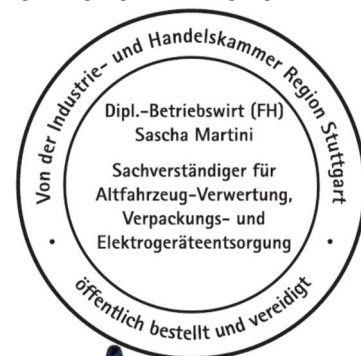 Von der Industrie- und Handelskammer Region Stuttgart
Dipl.-Betriebswirt (FH)
Sascha Martini
Sachverständiger für
Altfahrzeug-Verwertung,
Verpackungs- und
Elektrogeräteentsorgung
öffentlich bestellt und vereidigt